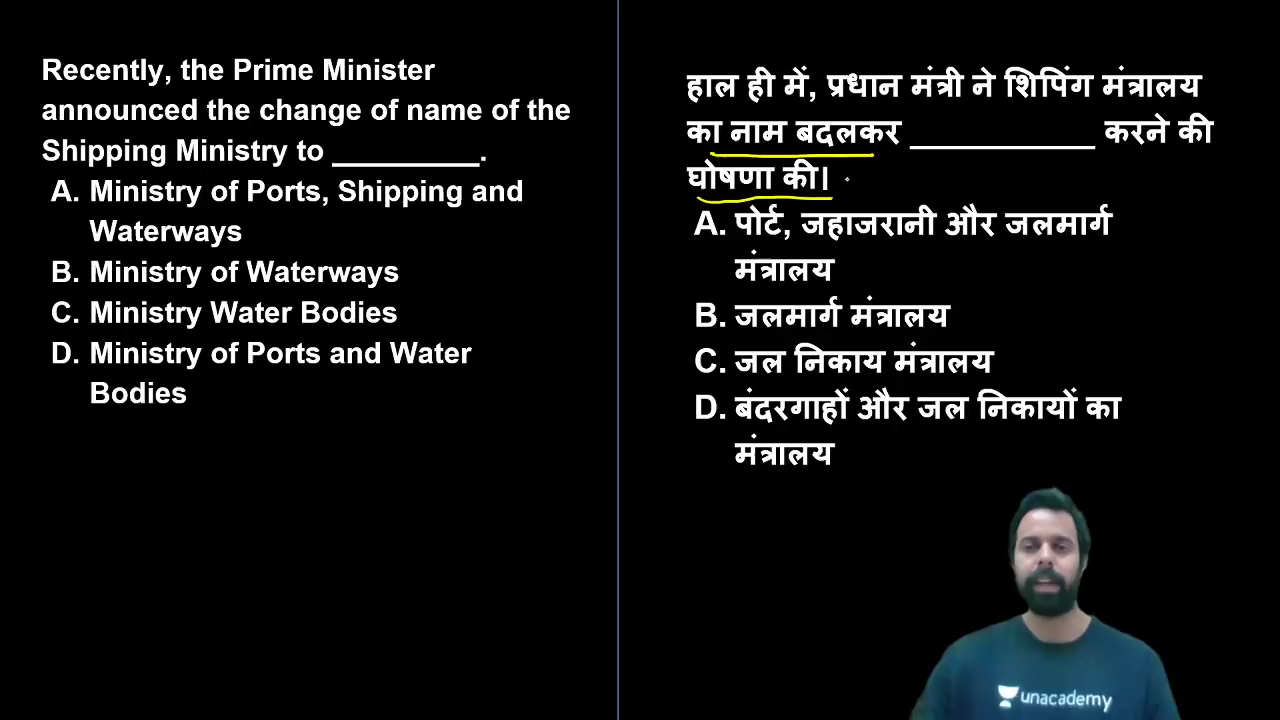 Recently, the Prime Minister
announced the change of name of the
Shipping Ministry to _________.
A. Ministry of Ports, Shipping and
Waterways
B. Ministry of Waterways
C. Ministry Water Bodies
D. Ministry of Ports and Water
Bodies
हाल ही में, प्रधान मंत्री ने शिपिंग मंत्रालय
का नाम बदलकर ____________ करने की
घोषणा की।
A. पोर्ट, जहाजरानी और जलमार्ग
मंत्रालय
B. जलमार्ग मंत्रालय
C. जल निकाय मंत्रालय
D. बंदरगाहों और जल निकायों का
मंत्रालय
unacademy